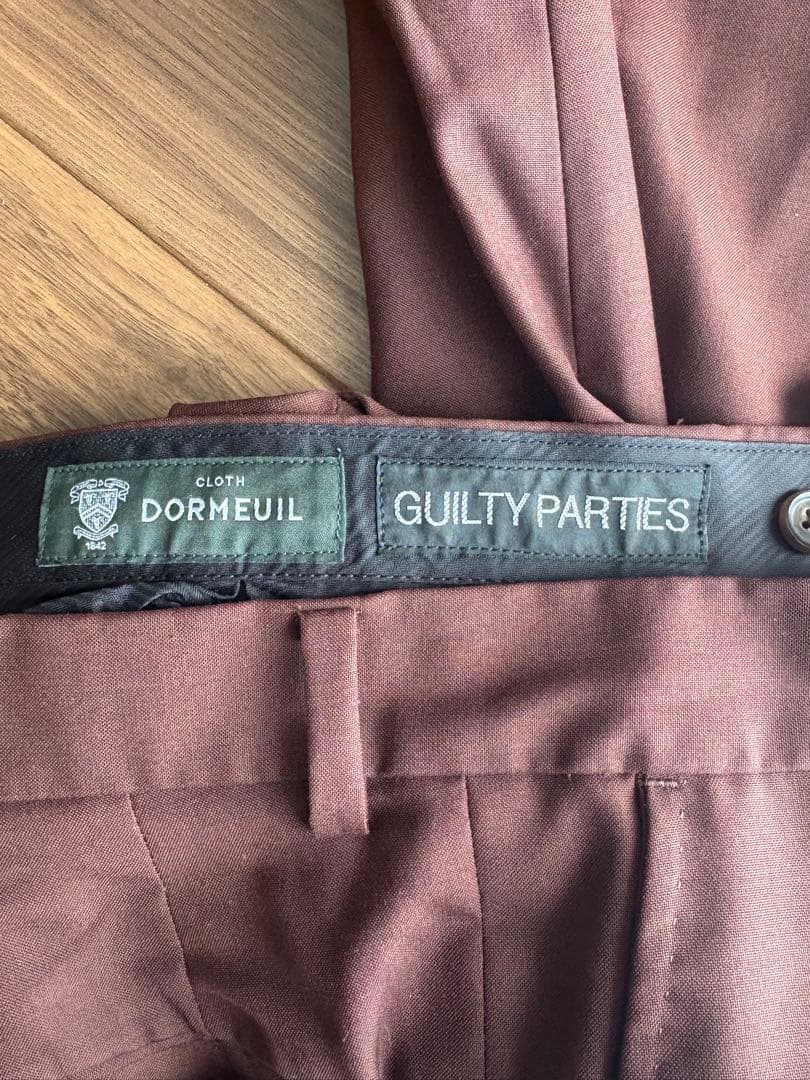 CLOTH
DORMEUIL
1842
GUILTY PARTIES